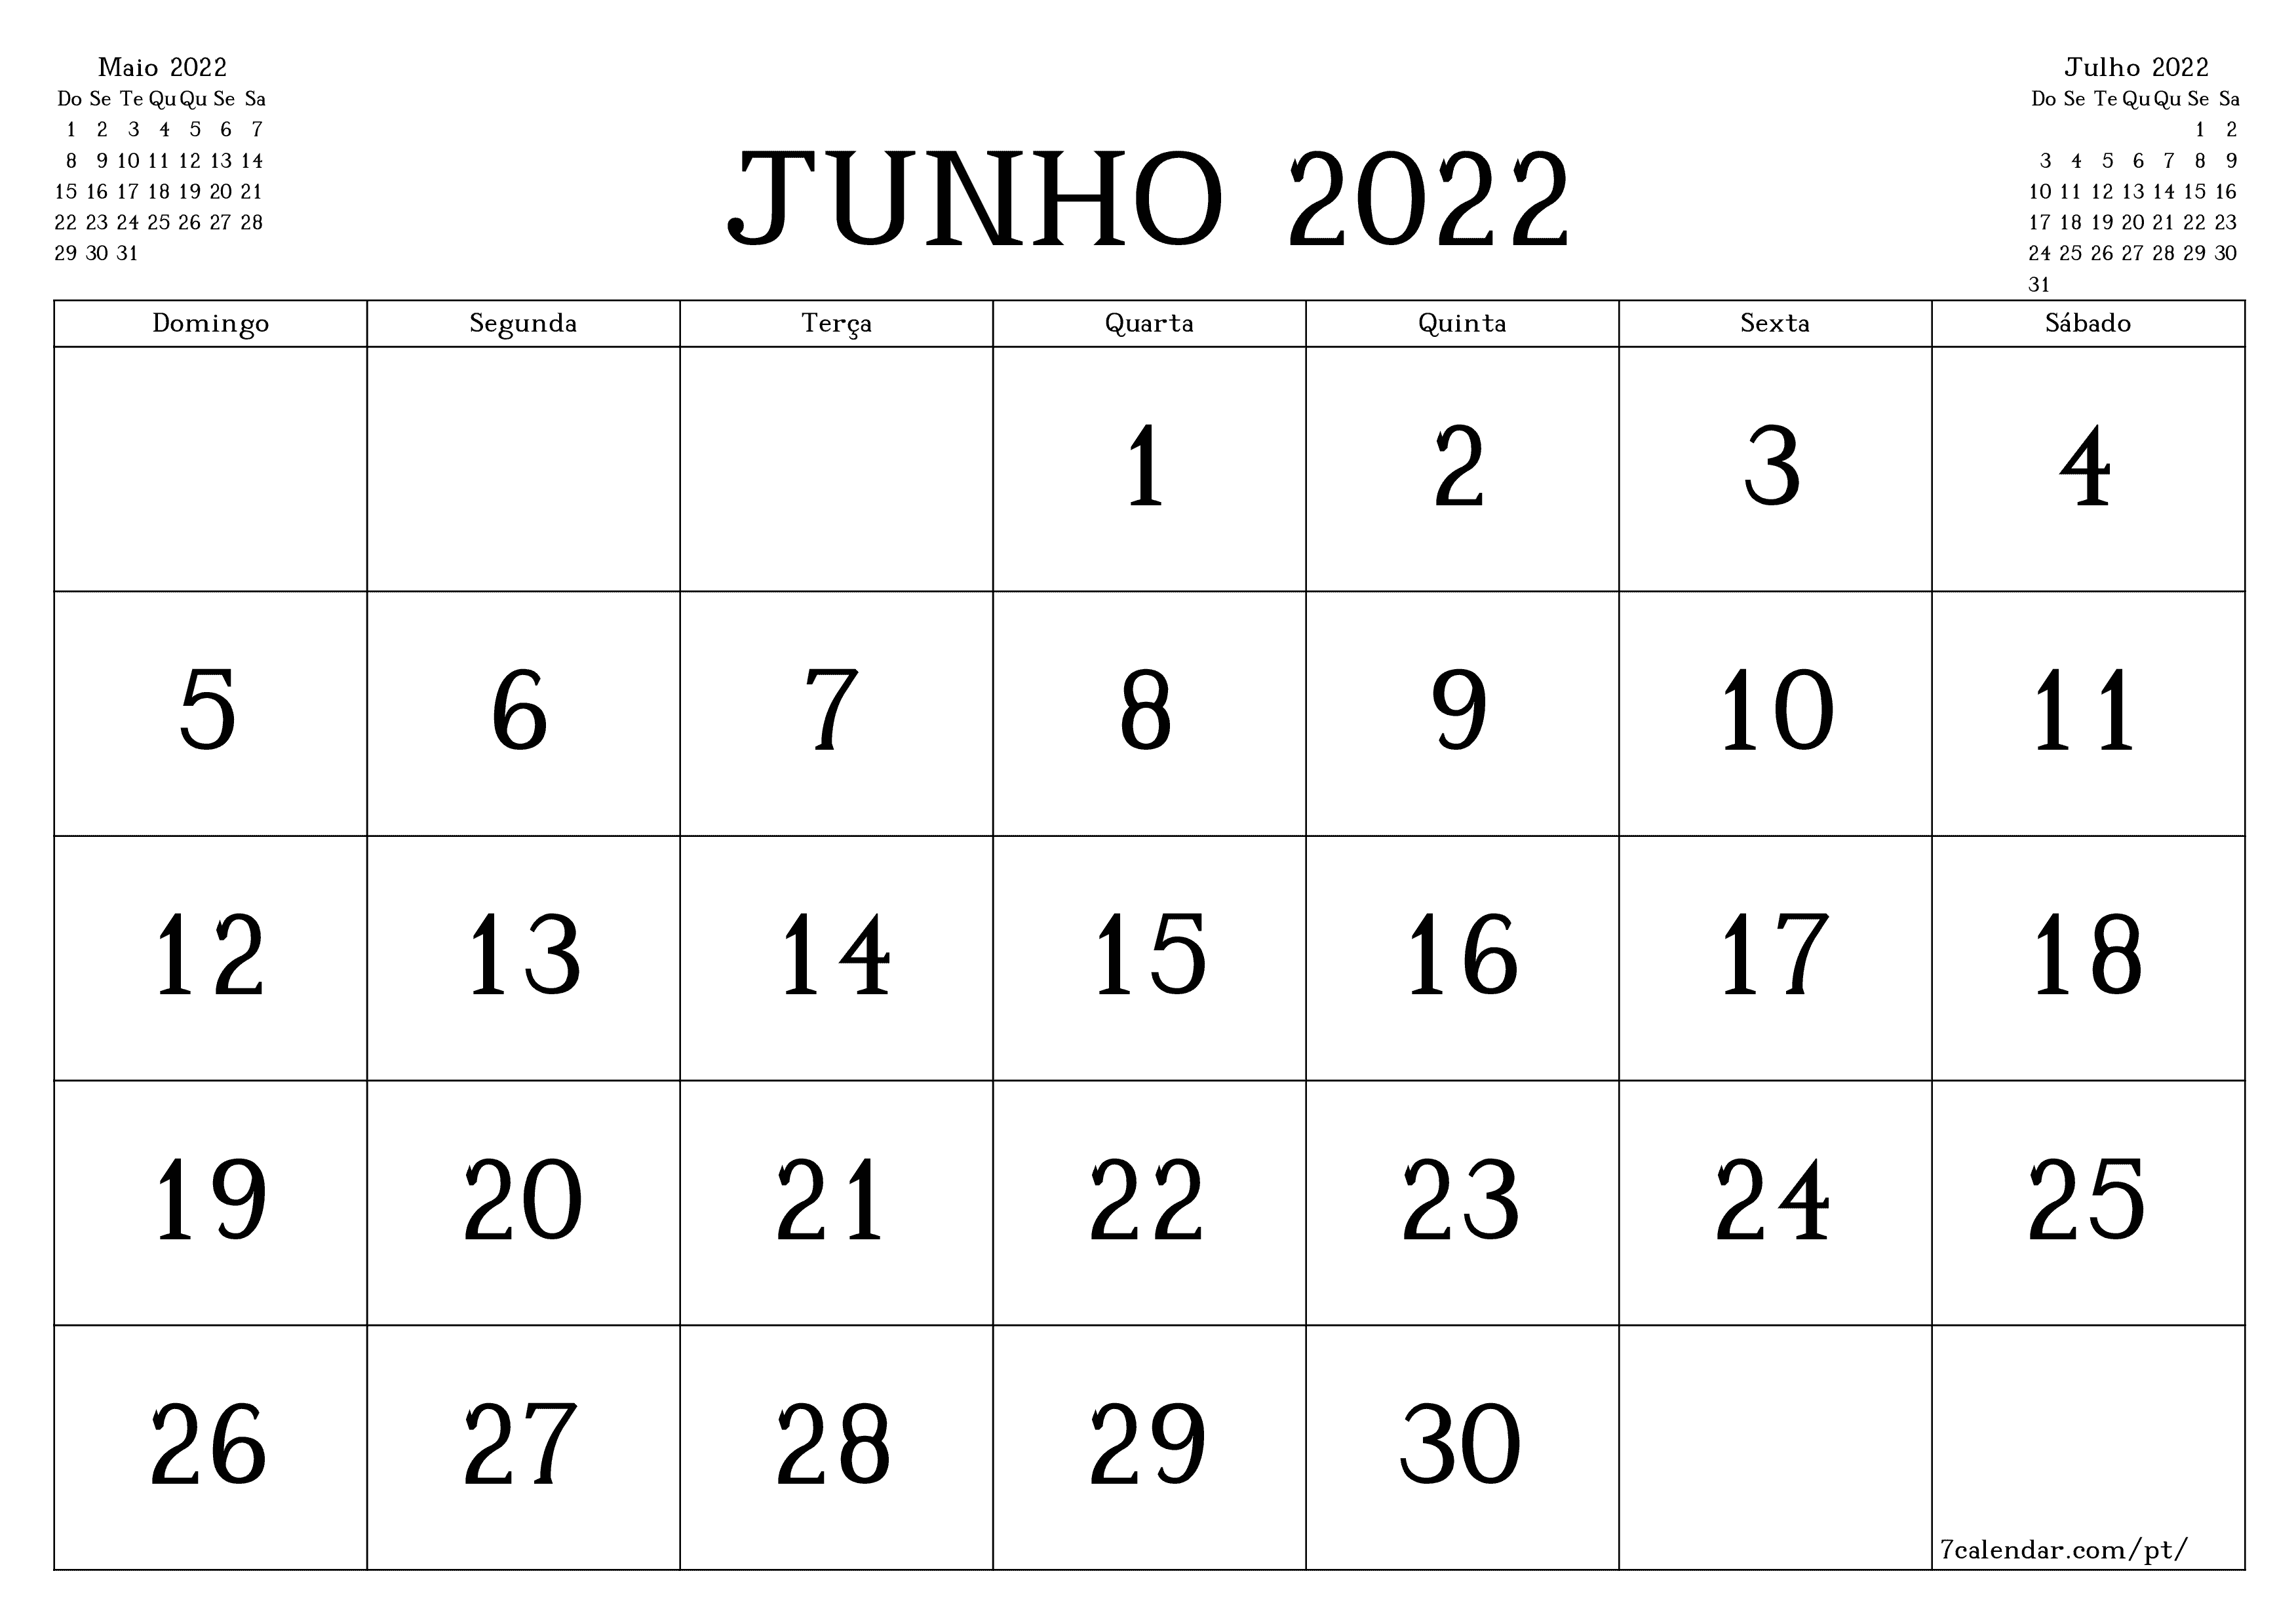 Maio 2022
Do Se Te Qu Qu Se Sa
1 2 3 4 5 6 7
8 9 10 11 12 13 14
15 16 17 18 19 20 21
22 23 24 25 26 27 28
29 30 31
JUNHO 2022
Julho 2022
Do Se Te Qu Qu Se Sa
1 2
3 4 5 6 7 8 9
10 11 12 13 14 15 16
17 18 19 20 21 22 23
24 25 26 27 28 29 30
31
Domingo Segunda Terça Quarta Quinta Sexta Sábado
1 2 3 4
5 6 7 8 9 10 11
12 13 14 15 16 17 18
19 20 21 22 23 24 25
26 27 28 29 30
7calendar.com/pt/